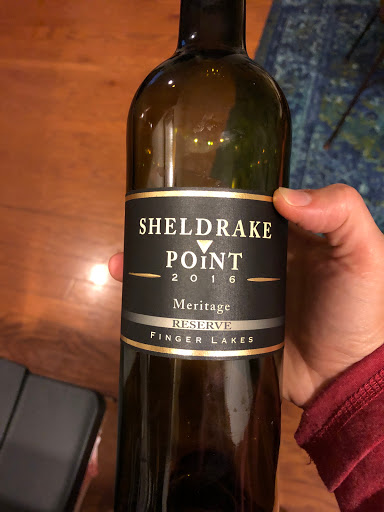 SHELDRAKE
POiNT
2016
Meritage
RESERVE
FINGER LAKES